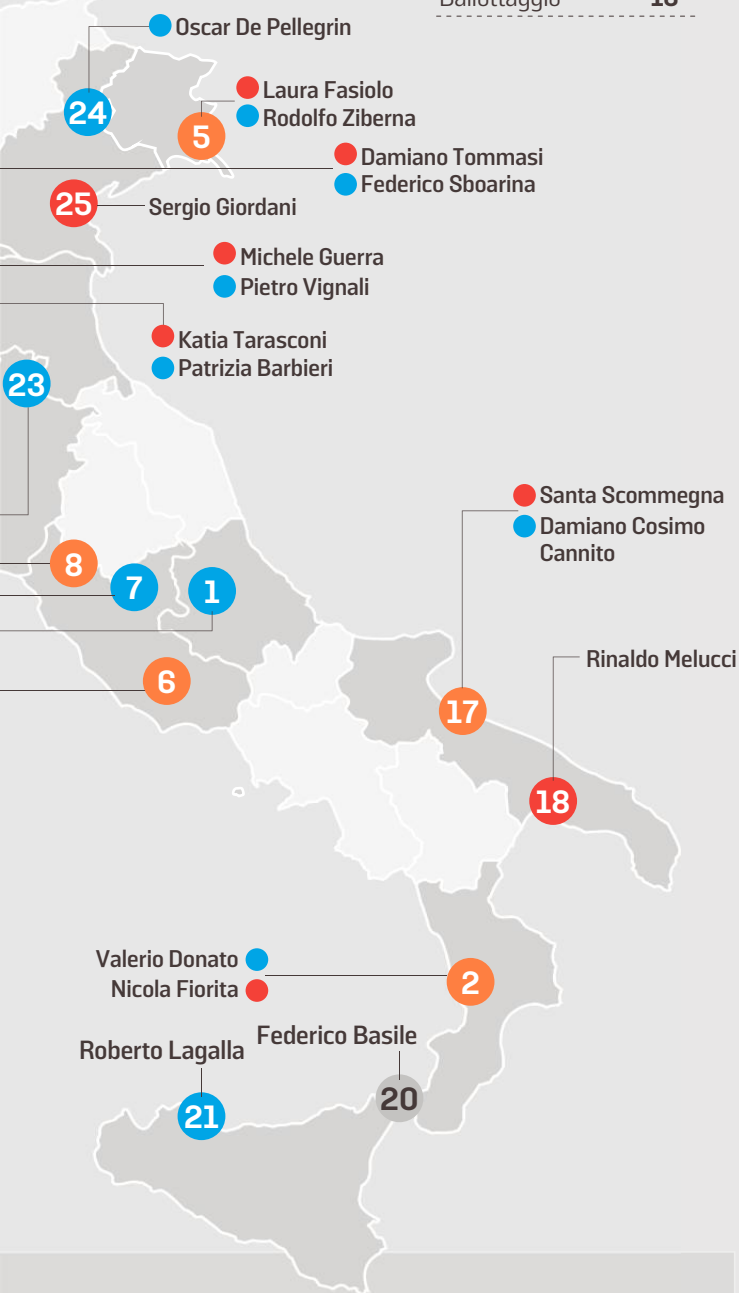 Ballottaggio 13
Oscar De Pellegrin
24
Laura Fasiolo
Rodolfo Ziberna
5
Damiano Tommasi
Federico Sboarina
25
Sergio Giordani
Michele Guerra
Pietro Vignali
Katia Tarasconi
Patrizia Barbieri
23
Santa Scommegna
Damiano Cosimo
Cannito
8
7
1
Rinaldo Melucci
6
17
18
Valerio Donato
Nicola Fiorita
2
Federico Basile
Roberto Lagalla
20
21